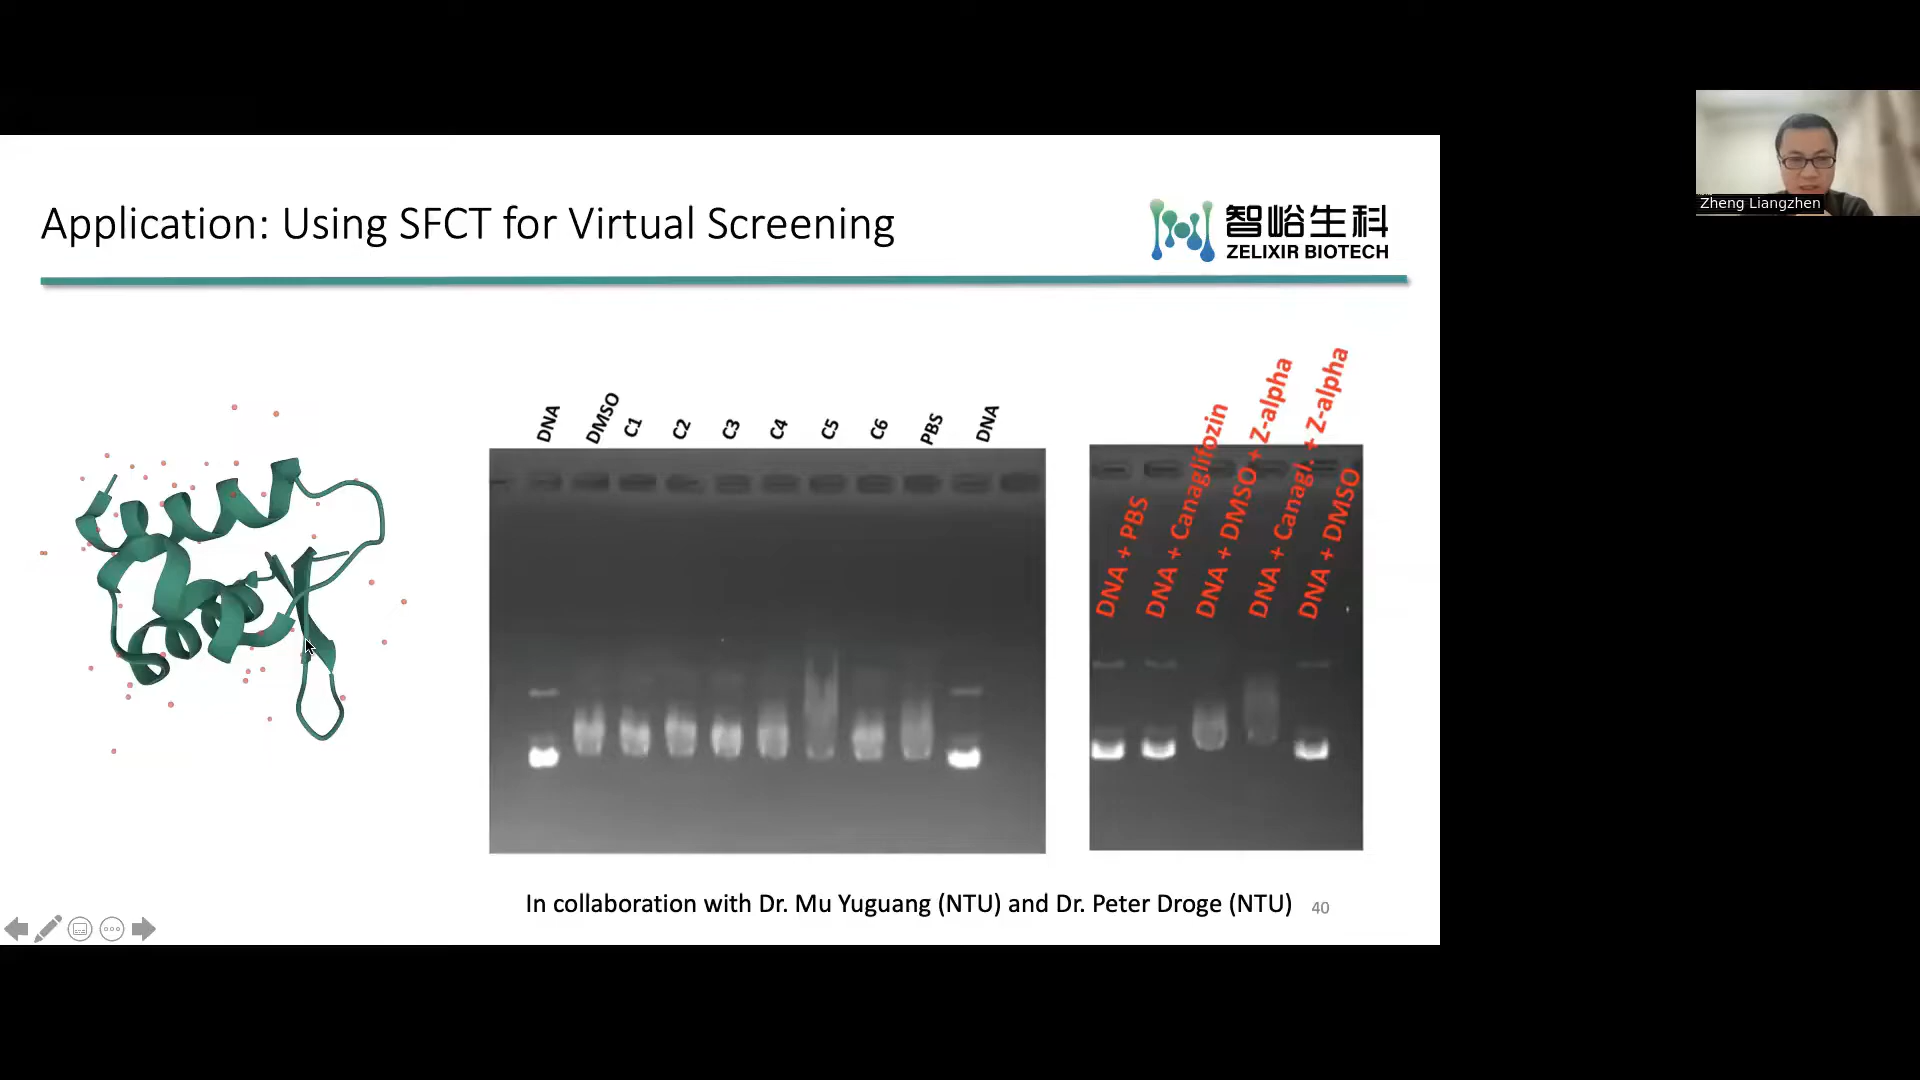 Application: Using SFCT for Virtual Screening
智峪生科
ZELIXIR BIOTECH
Zheng Liangzhen
DNA
DMSO
C1
C2
C3
C4
C5
C6
PBS
DNA
DNA + PBS
DNA + Canaglifozin
DNA + DMSO + Z-alpha
DNA + Canagl. + Z-alpha
DNA + DMSO
In collaboration with Dr. Mu Yuguang (NTU) and Dr. Peter Droge (NTU)
40